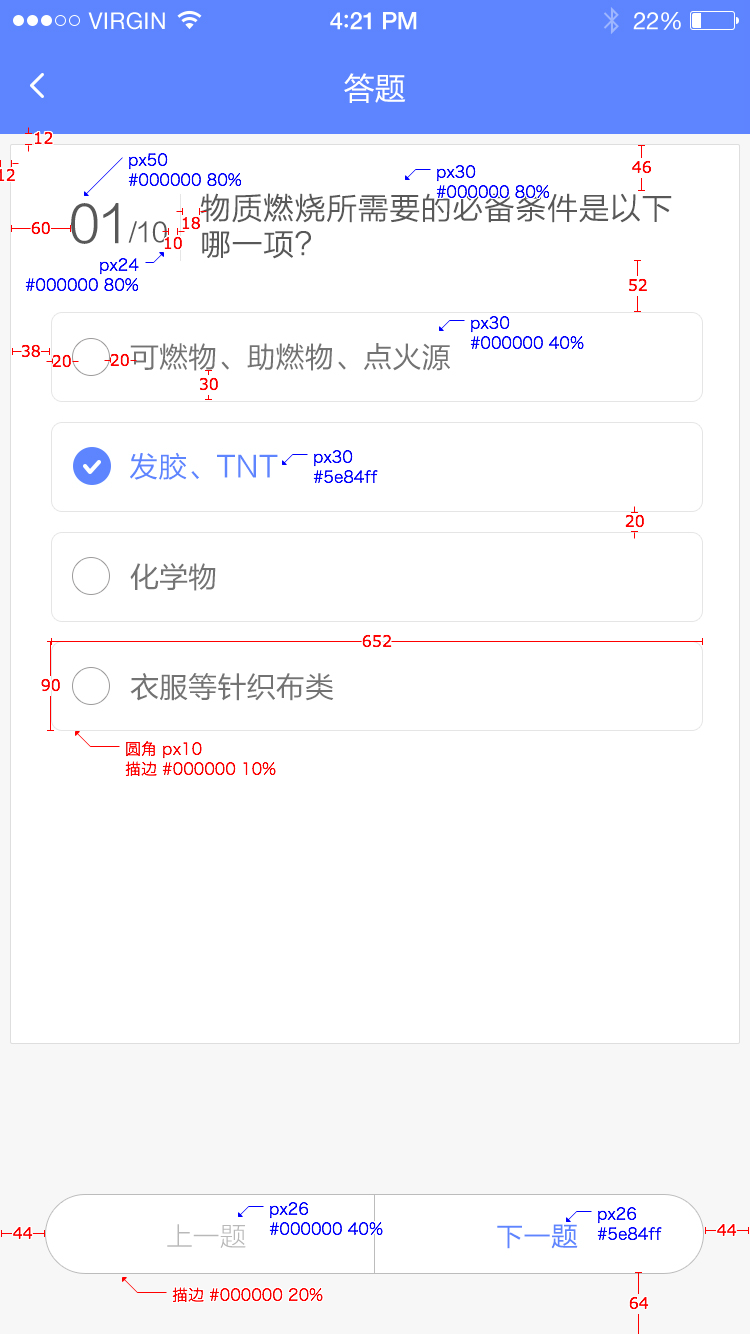 VIRGIN 4:21 PM 22%
答题
12
12
px50
#000000 80%
px30
#000000 80%
46
60
01/10
18
10
物质燃烧所需要的必备条件是以下
哪一项?
px24
#000000 80%
52
px30
#000000 40%
38
20
20
可燃物、助燃物、点火源
30
发胶、TNT
px30
#5e84ff
20
化学物
652
90
衣服等针织布类
圆角 px10
描边 #000000 10%
44
上一题
px26
#000000 40%
下一题
px26
#5e84ff
44
描边 #000000 20%
64